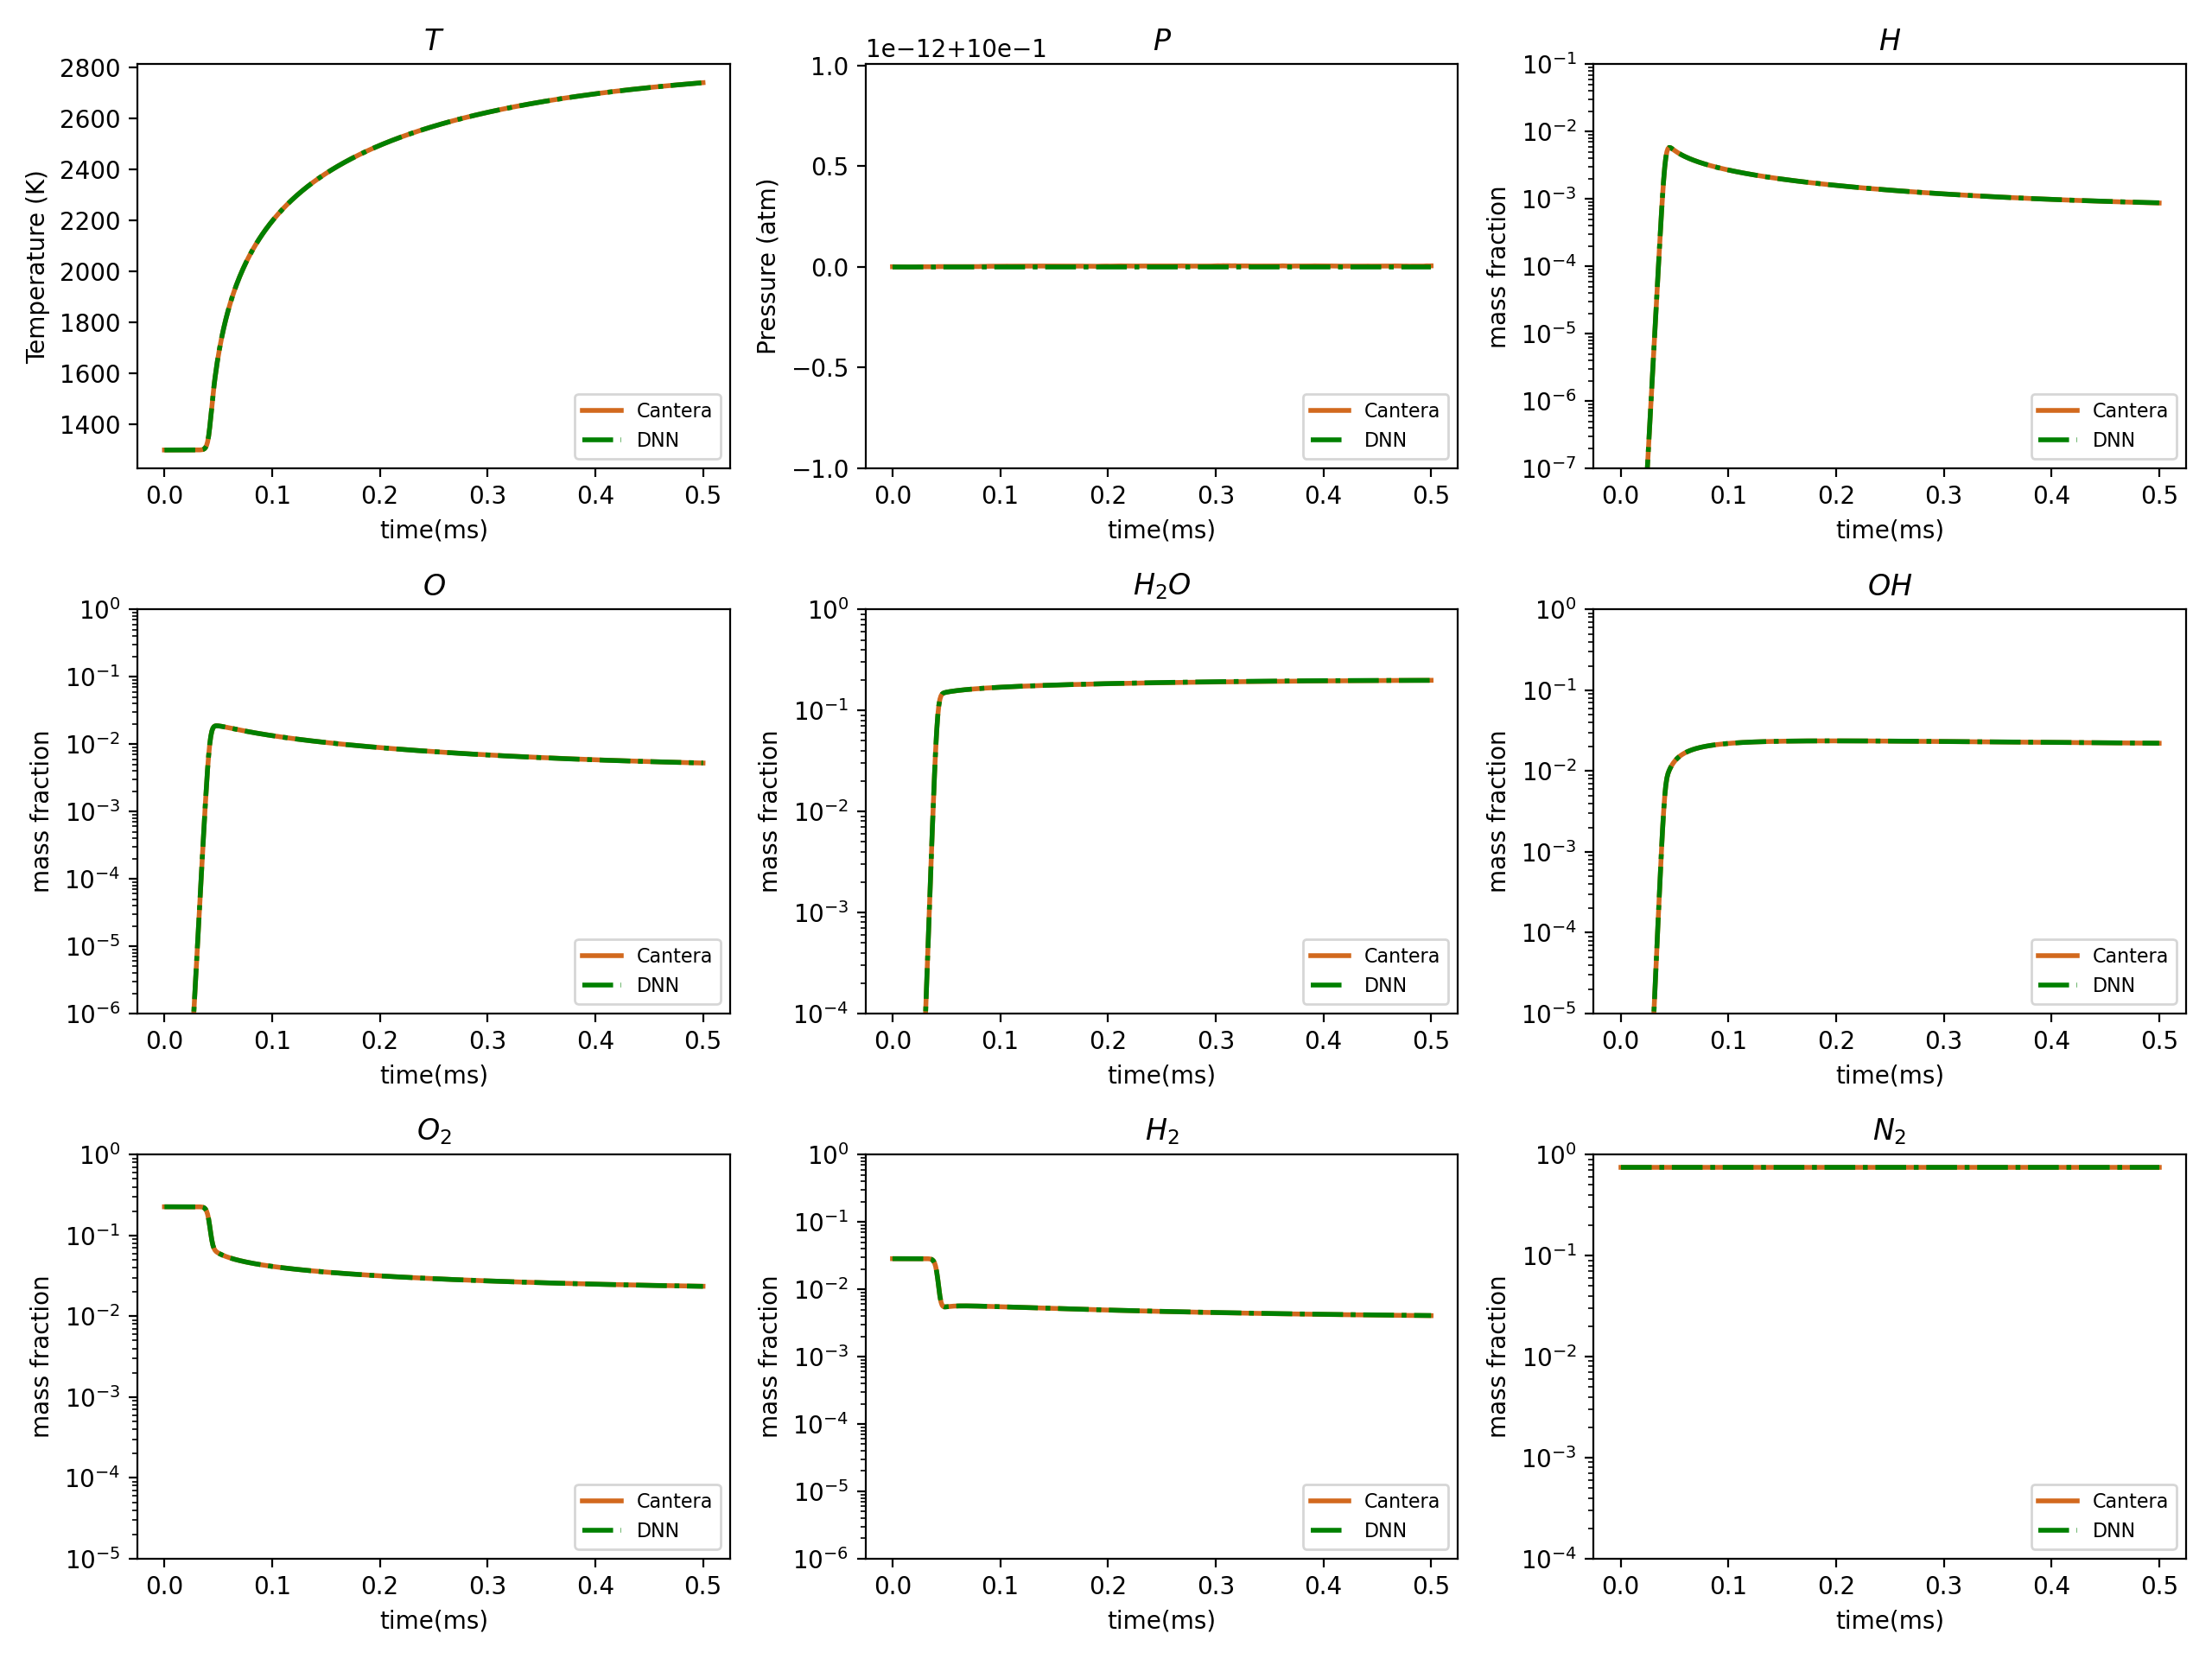 T
2800
2600
2400
2200
2000
1800
1600
1400
Temperature (K)
Cantera
DNN
0.0 0.1 0.2 0.3 0.4 0.5
time(ms)
P
1e−12+10e−1
1.0
0.5
0.0
−0.5
−1.0
Pressure (atm)
Cantera
DNN
0.0 0.1 0.2 0.3 0.4 0.5
time(ms)
H
10⁻¹
10⁻²
10⁻³
10⁻⁴
10⁻⁵
10⁻⁶
10⁻⁷
mass fraction
Cantera
DNN
0.0 0.1 0.2 0.3 0.4 0.5
time(ms)
O
10⁰
10⁻¹
10⁻²
10⁻³
10⁻⁴
10⁻⁵
10⁻⁶
mass fraction
Cantera
DNN
0.0 0.1 0.2 0.3 0.4 0.5
time(ms)
H₂O
10⁰
10⁻¹
10⁻²
10⁻³
10⁻⁴
mass fraction
Cantera
DNN
0.0 0.1 0.2 0.3 0.4 0.5
time(ms)
OH
10⁰
10⁻¹
10⁻²
10⁻³
10⁻⁴
10⁻⁵
mass fraction
Cantera
DNN
0.0 0.1 0.2 0.3 0.4 0.5
time(ms)
O₂
10⁰
10⁻¹
10⁻²
10⁻³
10⁻⁴
10⁻⁵
mass fraction
Cantera
DNN
0.0 0.1 0.2 0.3 0.4 0.5
time(ms)
H₂
10⁰
10⁻¹
10⁻²
10⁻³
10⁻⁴
10⁻⁵
10⁻⁶
mass fraction
Cantera
DNN
0.0 0.1 0.2 0.3 0.4 0.5
time(ms)
N₂
10⁰
10⁻¹
10⁻²
10⁻³
10⁻⁴
mass fraction
Cantera
DNN
0.0 0.1 0.2 0.3 0.4 0.5
time(ms)